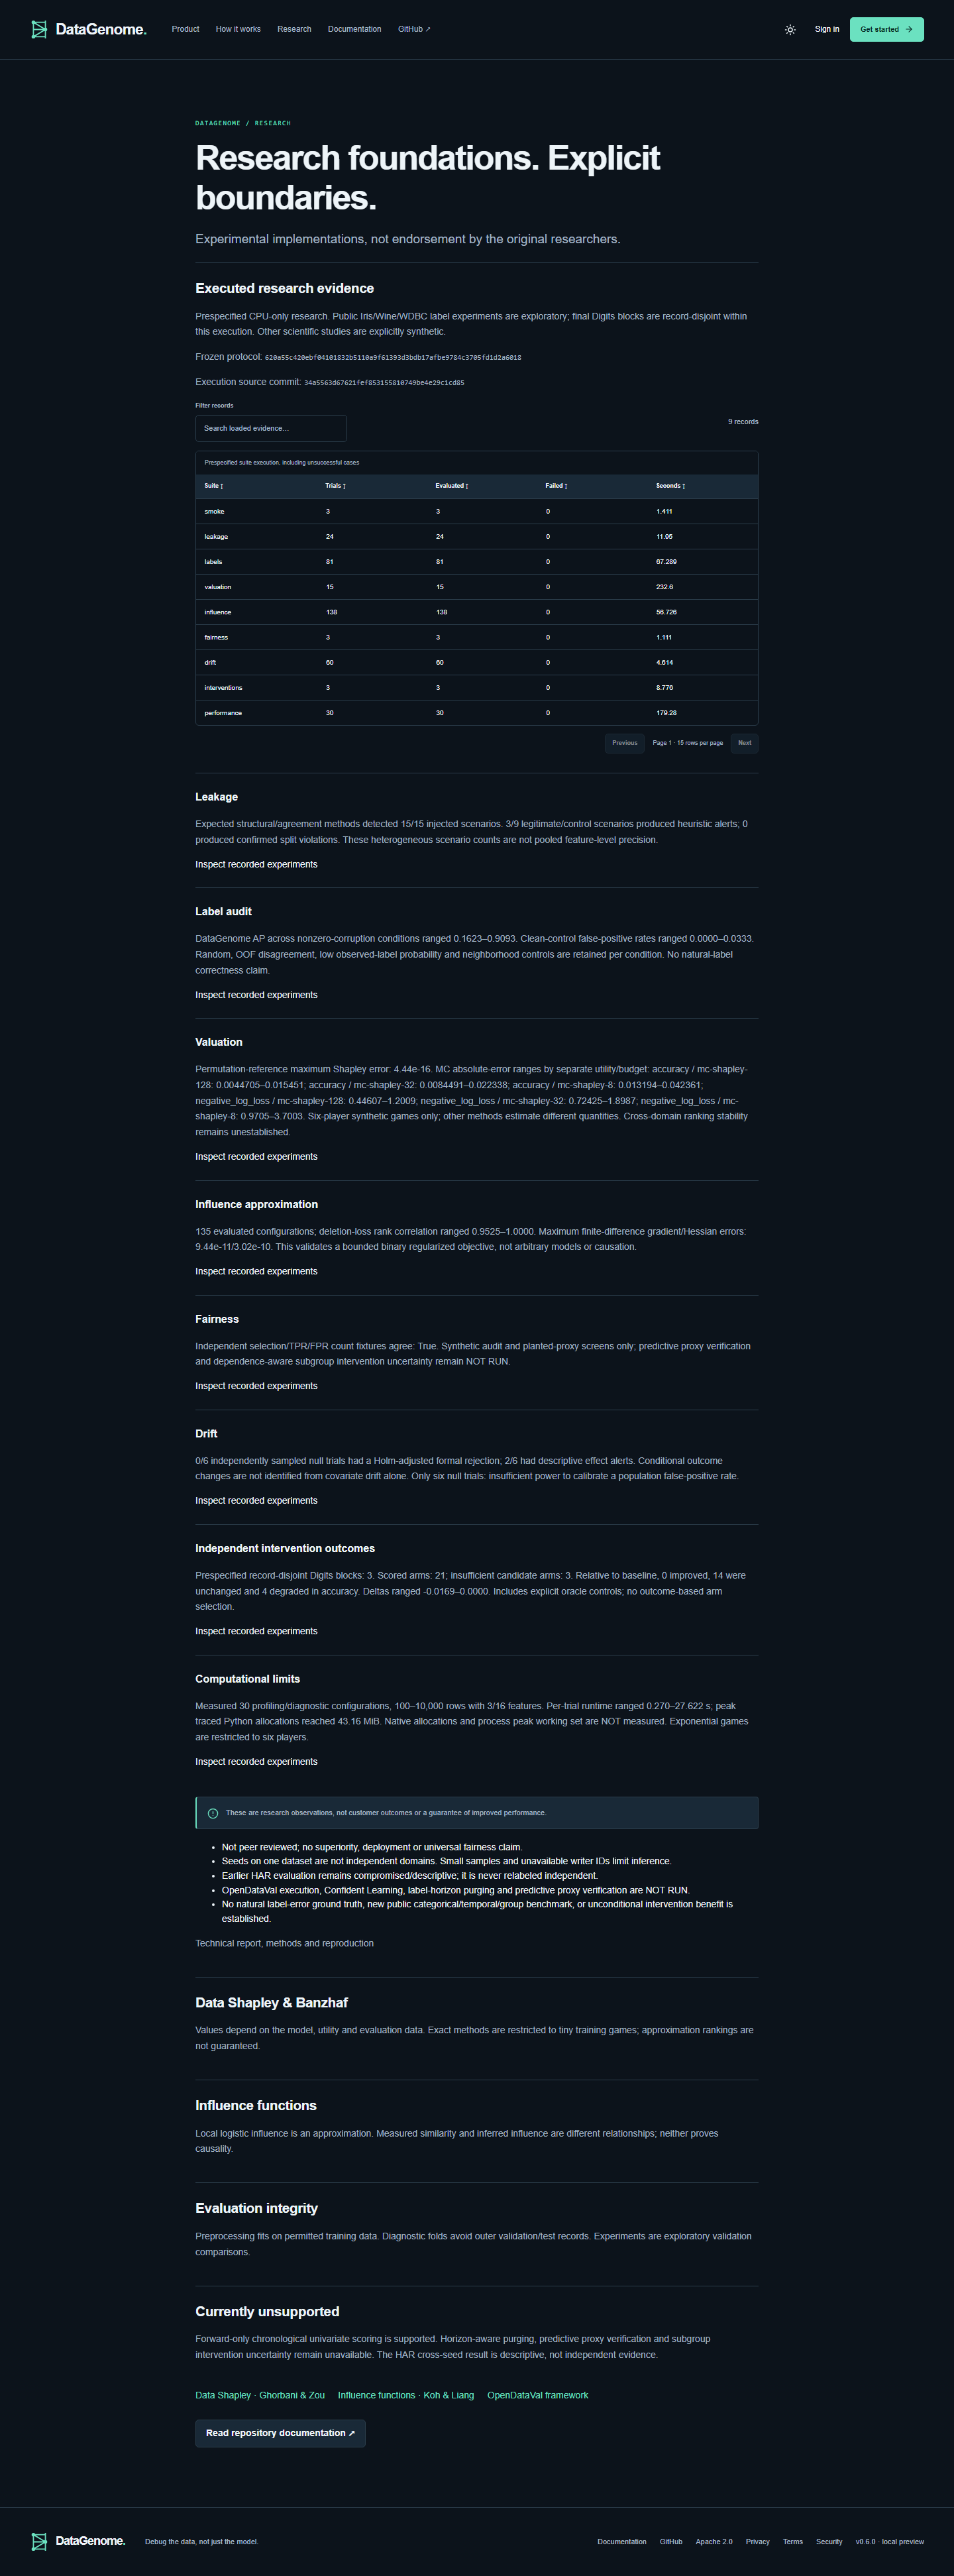 DataGenome.
Product How it works Research Documentation GitHub ↗
Sign in Get started →
DATAGENOME / RESEARCH
Research foundations. Explicit
boundaries.
Experimental implementations, not endorsement by the original researchers.
Executed research evidence
Prespecified CPU-only research. Public Iris/Wine/WDBC label experiments are exploratory; final Digits blocks are record-disjoint within
this execution. Other scientific studies are explicitly synthetic.
Frozen protocol: 620a55c420ebf04101832b5110a9f61393d3bdb17afbe9784c3705fd1d2a6018
Execution source commit: 34a5563d67621fef853155810749be4e29c1cd85
Filter records
Search loaded evidence...
9 records
Prespecified suite execution, including unsuccessful cases
Suite ↕ Trials ↕ Evaluated ↕ Failed ↕ Seconds ↕
smoke 3 3 0 1.411
leakage 24 24 0 11.95
labels 81 81 0 67.289
valuation 15 15 0 232.6
influence 138 138 0 56.726
fairness 3 3 0 1.111
drift 60 60 0 4.614
interventions 3 3 0 8.776
performance 30 30 0 179.28
Previous Page 1 · 15 rows per page Next
Leakage
Expected structural/agreement methods detected 15/15 injected scenarios. 3/9 legitimate/control scenarios produced heuristic alerts; 0
produced confirmed split violations. These heterogeneous scenario counts are not pooled feature-level precision.
Inspect recorded experiments
Label audit
DataGenome AP across nonzero-corruption conditions ranged 0.1623–0.9093. Clean-control false-positive rates ranged 0.0000–0.0333.
Random, OOF disagreement, low observed-label probability and neighborhood controls are retained per condition. No natural-label
correctness claim.
Inspect recorded experiments
Valuation
Permutation-reference maximum Shapley error: 4.44e-16. MC absolute-error ranges by separate utility/budget: accuracy / mc-shapley-
128: 0.0044705–0.015451; accuracy / mc-shapley-32: 0.0084491–0.022338; accuracy / mc-shapley-8: 0.013194–0.042361;
negative_log_loss / mc-shapley-128: 0.44607–1.2009; negative_log_loss / mc-shapley-32: 0.72425–1.8987; negative_log_loss / mc-
shapley-8: 0.9705–3.7003. Six-player synthetic games only; other methods estimate different quantities. Cross-domain ranking stability
remains unestablished.
Inspect recorded experiments
Influence approximation
135 evaluated configurations; deletion-loss rank correlation ranged 0.9525–1.0000. Maximum finite-difference gradient/Hessian errors:
9.44e-11/3.02e-10. This validates a bounded binary regularized objective, not arbitrary models or causation.
Inspect recorded experiments
Fairness
Independent selection/TPR/FPR count fixtures agree: True. Synthetic audit and planted-proxy screens only; predictive proxy verification
and dependence-aware subgroup intervention uncertainty remain NOT RUN.
Inspect recorded experiments
Drift
0/6 independently sampled null trials had a Holm-adjusted formal rejection; 2/6 had descriptive effect alerts. Conditional outcome
changes are not identified from covariate drift alone. Only six null trials: insufficient power to calibrate a population false-positive rate.
Inspect recorded experiments
Independent intervention outcomes
Prespecified record-disjoint Digits blocks: 3. Scored arms: 21; insufficient candidate arms: 3. Relative to baseline, 0 improved, 14 were
unchanged and 4 degraded in accuracy. Deltas ranged -0.0169–0.0000. Includes explicit oracle controls; no outcome-based arm
selection.
Inspect recorded experiments
Computational limits
Measured 30 profiling/diagnostic configurations, 100–10,000 rows with 3/16 features. Per-trial runtime ranged 0.270–27.622 s; peak
traced Python allocations reached 43.16 MiB. Native allocations and process peak working set are NOT measured. Exponential games
are restricted to six players.
Inspect recorded experiments
These are research observations, not customer outcomes or a guarantee of improved performance.
• Not peer reviewed; no superiority, deployment or universal fairness claim.
• Seeds on one dataset are not independent domains. Small samples and unavailable writer IDs limit inference.
• Earlier HAR evaluation remains compromised/descriptive; it is never relabeled independent.
• OpenDataVal execution, Confident Learning, label-horizon purging and predictive proxy verification are NOT RUN.
• No natural label-error ground truth, new public categorical/temporal/group benchmark, or unconditional intervention benefit is
established.
Technical report, methods and reproduction
Data Shapley & Banzhaf
Values depend on the model, utility and evaluation data. Exact methods are restricted to tiny training games; approximation rankings are
not guaranteed.
Influence functions
Local logistic influence is an approximation. Measured similarity and inferred influence are different relationships; neither proves
causality.
Evaluation integrity
Preprocessing fits on permitted training data. Diagnostic folds avoid outer validation/test records. Experiments are exploratory validation
comparisons.
Currently unsupported
Forward-only chronological univariate scoring is supported. Horizon-aware purging, predictive proxy verification and subgroup
intervention uncertainty remain unavailable. The HAR cross-seed result is descriptive, not independent evidence.
Data Shapley · Ghorbani & Zou Influence functions · Koh & Liang OpenDataVal framework
Read repository documentation ↗
DataGenome. Debug the data, not just the model. Documentation GitHub Apache 2.0 Privacy Terms Security v0.6.0 · local preview